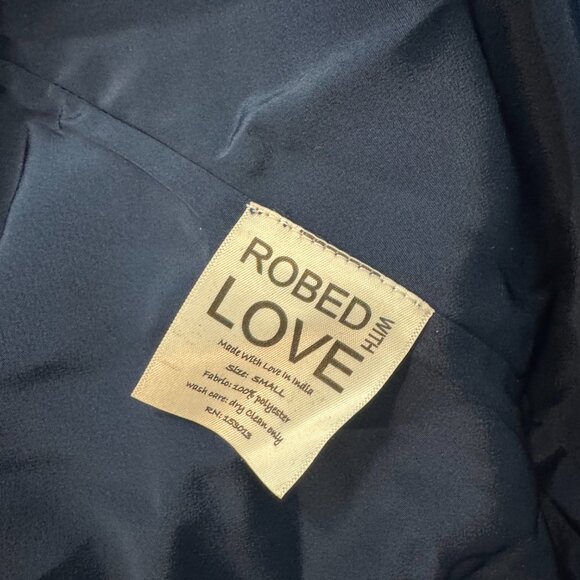 ROBED
WITH
LOVE
Made With Love in India
Size: SMALL
Fabric: 100% polyester
wash care: dry Clean only
RN: 153013